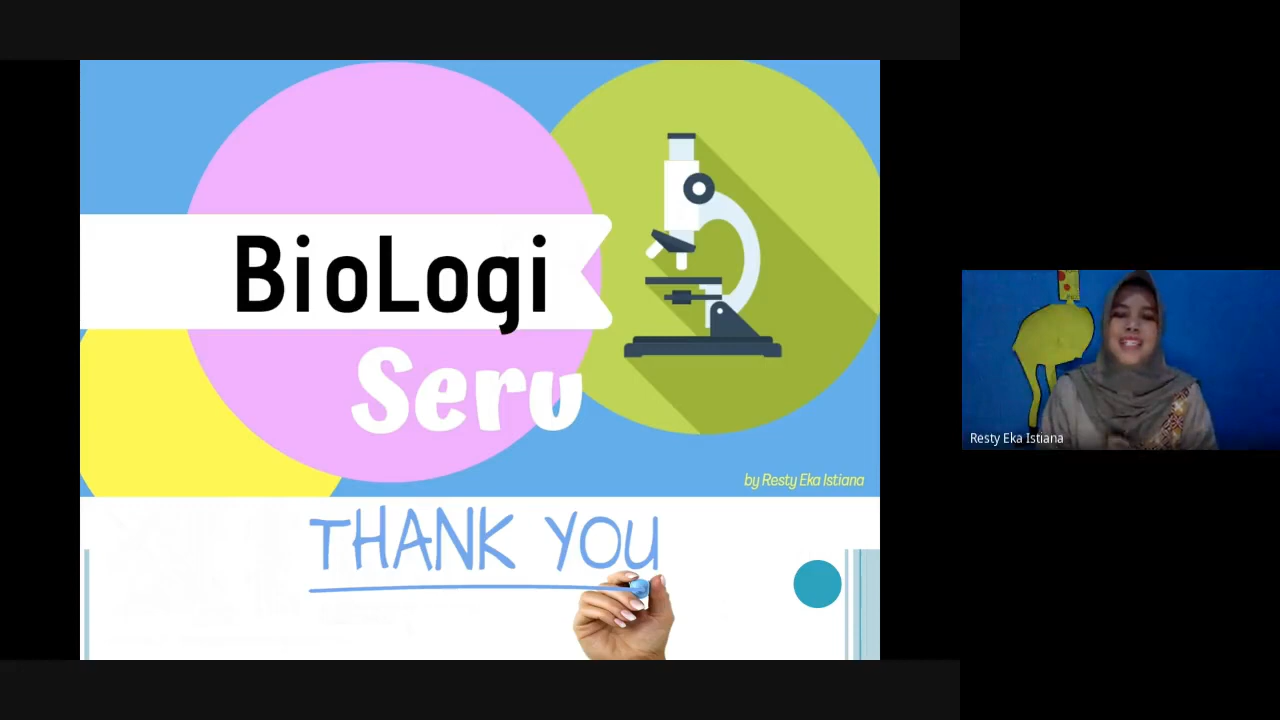 BioLogi
Seru
by Resty Eka Istiana
THANK YOU
Resty Eka Istiana